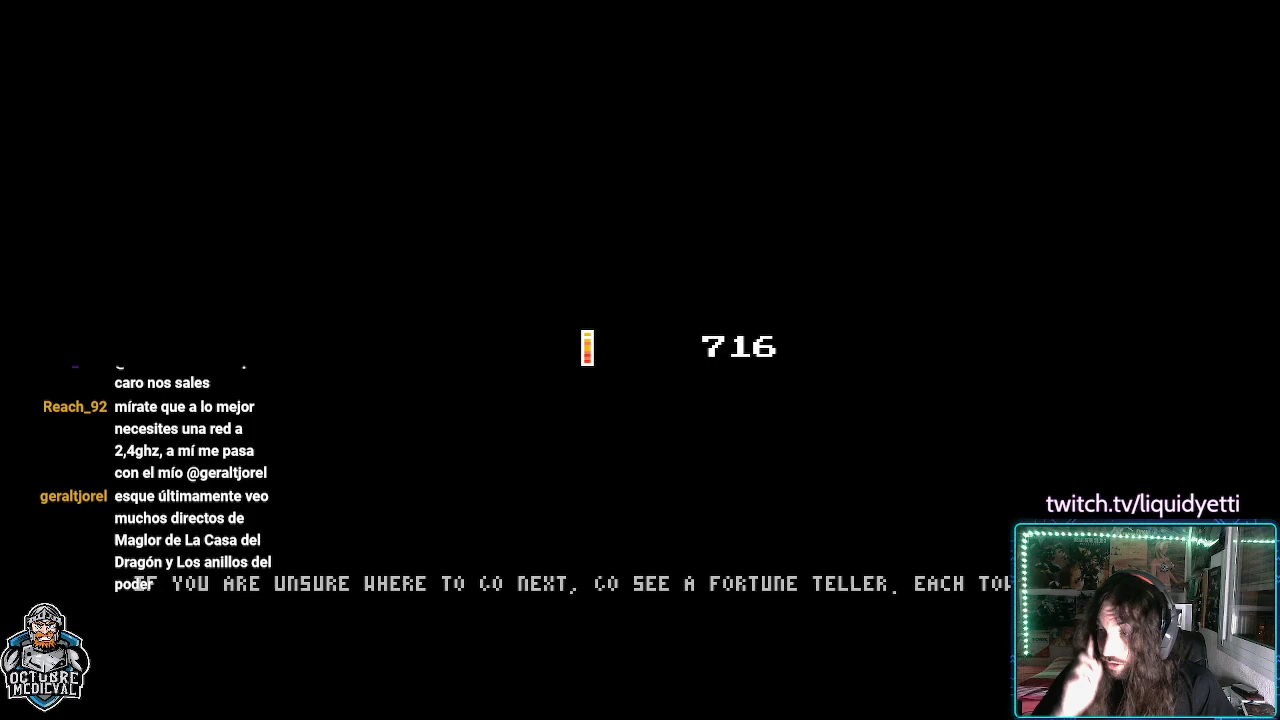 716
caro nos sales
Reach_92 mírate que a lo mejor
necesites una red a
2,4ghz, a mí me pasa
con el mío @geraltjorel
geraltjorel esque últimamente veo
muchos directos de
Maglor de La Casa del
Dragón y Los anillos del
poder
IF YOU ARE UNSURE WHERE TO GO NEXT, GO SEE A FORTUNE TELLER. EACH
twitch.tv/liquidyetti
OCTUBRE
MEDIEVAL